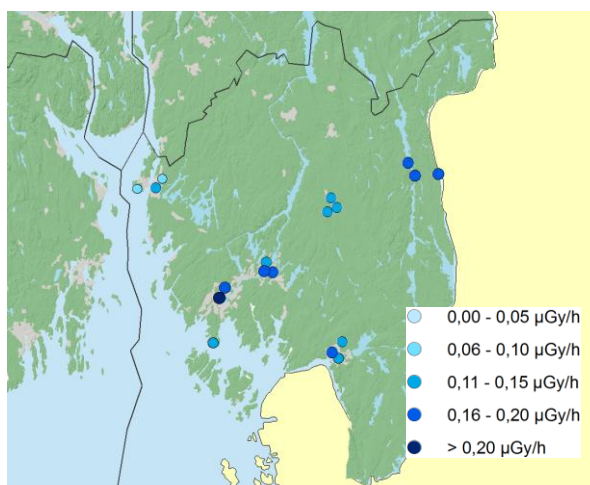 0,00 - 0,05 µGy/h
0,06 - 0,10 µGy/h
0,11 - 0,15 µGy/h
0,16 - 0,20 µGy/h
> 0,20 µGy/h